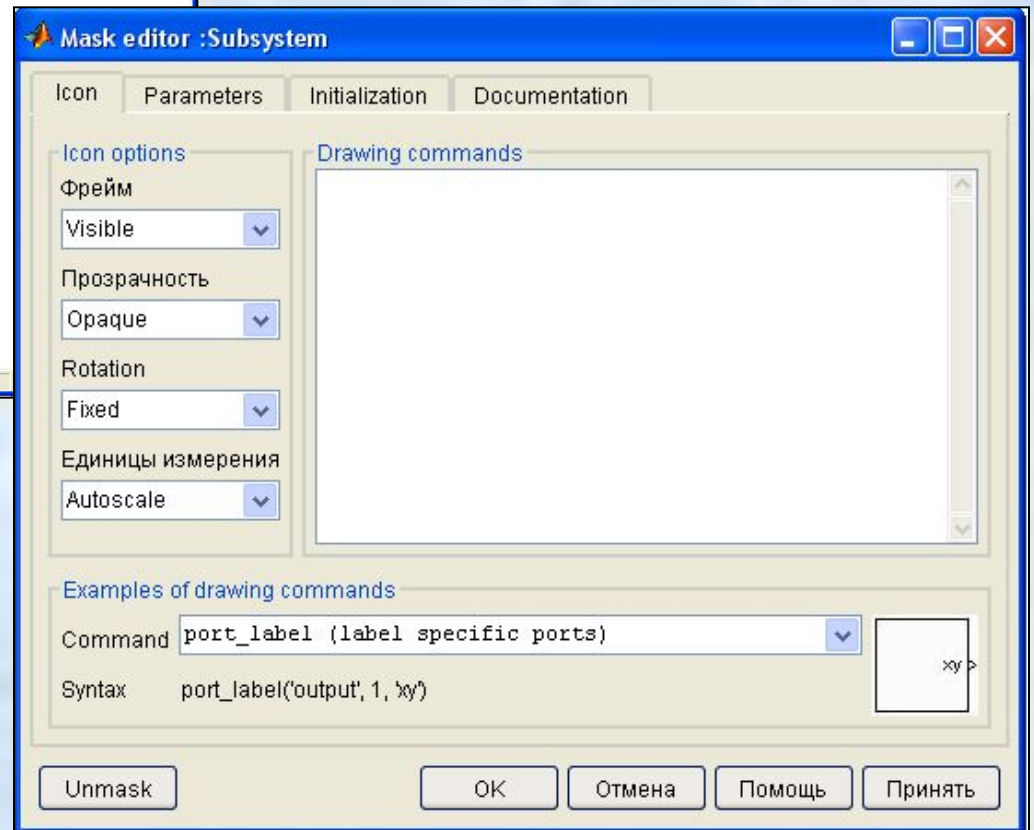 Mask editor :Subsystem
Icon
Parameters
Initialization
Documentation
Icon options
Фрейм
Visible
Прозрачность
Opaque
Rotation
Fixed
Единицы измерения
Autoscale
Drawing commands
Examples of drawing commands
Command port_label (label specific ports)
xy >
Syntax port_label('output', 1, 'xy')
Unmask
OK
Отмена
Помощь
Принять